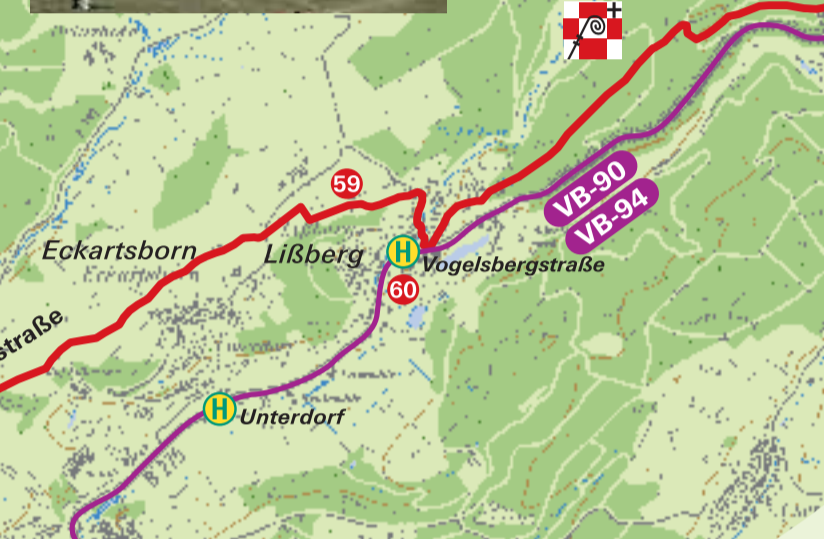 59
VB-90
VB-94
Eckartsborn
Lißberg
H
Vogelsbergstraße
60
straße
H
Unterdorf